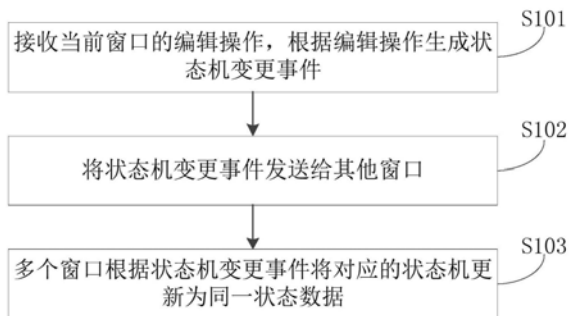 S101
接收当前窗口的编辑操作，根据编辑操作生成状
态机变更事件
S102
将状态机变更事件发送给其他窗口
S103
多个窗口根据状态机变更事件将对应的状态机更
新为同一状态数据